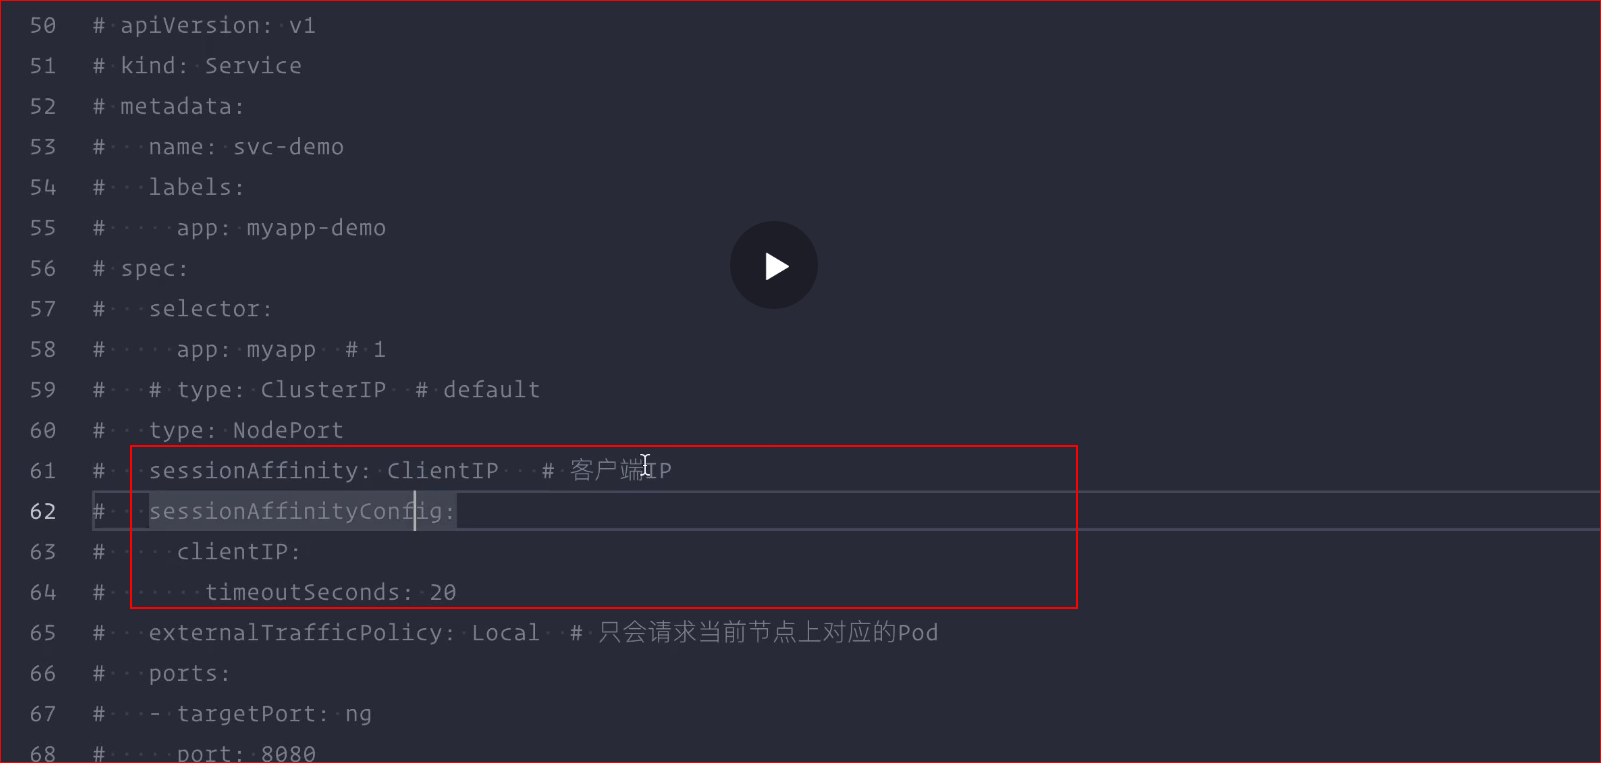 50 # apiVersion: v1
51 # kind: Service
52 # metadata:
53 #   name: svc-demo
54 #   labels:
55 #     app: myapp-demo
56 # spec:
57 #   selector:
58 #     app: myapp  # 1
59 #   # type: ClusterIP  # default
60 #   type: NodePort
61 #   sessionAffinity: ClientIP   # 客户端IP
62 #   sessionAffinityConfig:
63 #     clientIP:
64 #       timeoutSeconds: 20
65 #   externalTrafficPolicy: Local  # 只会请求当前节点上对应的Pod
66 #   ports:
67 #   - targetPort: ng
68 #     port: 8080